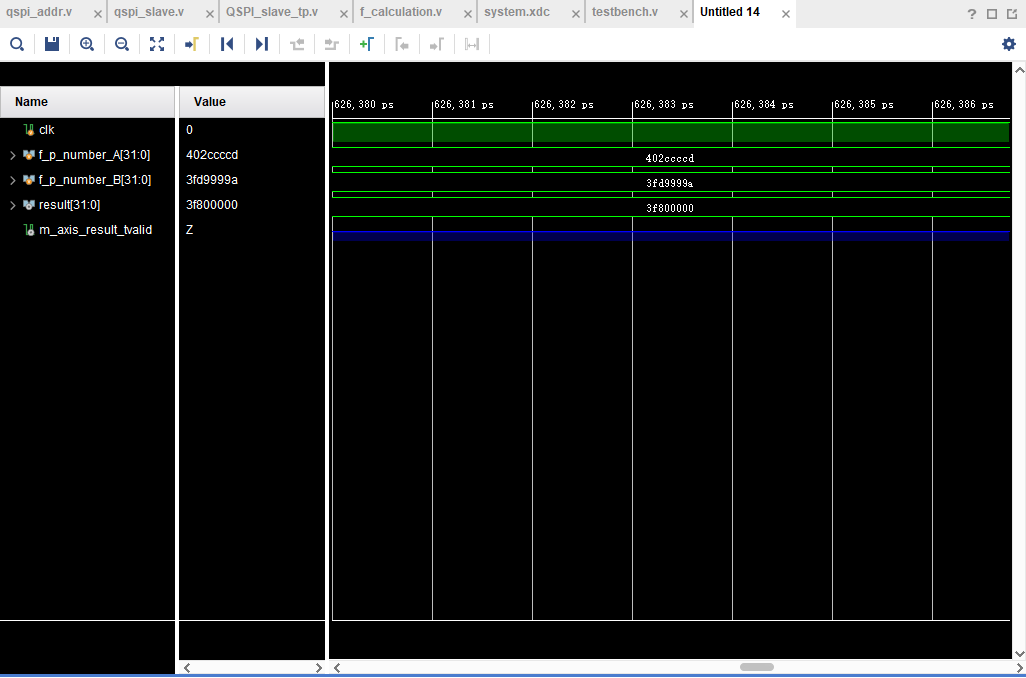 qspi_addr.v qspi_slave.v QSPI_slave_tp.v f_calculation.v system.xdc testbench.v Untitled 14
Name Value
626,380 ps 626,381 ps 626,382 ps 626,383 ps 626,384 ps 626,385 ps 626,386 ps
clk 0
f_p_number_A[31:0] 402ccccd 402ccccd
f_p_number_B[31:0] 3fd9999a 3fd9999a
result[31:0] 3f800000 3f800000
m_axis_result_tvalid Z